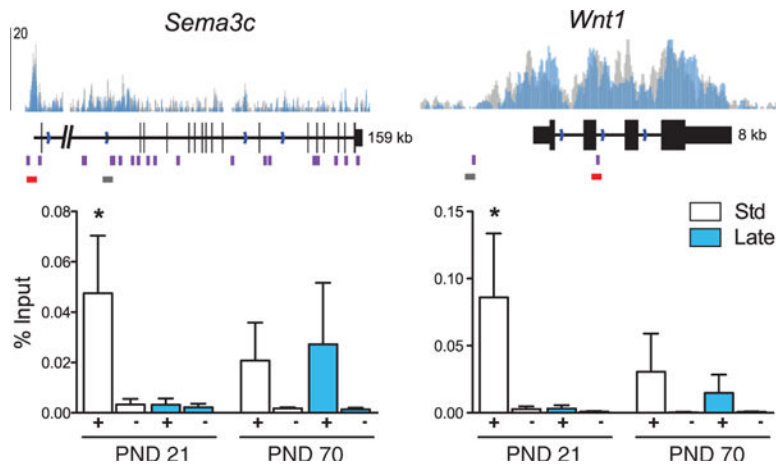 Sema3c
Wnt1
20
159 kb
8 kb
Std
Late
% Input
0.08
0.06
0.04
0.02
0.00
*
+ - + - + - + -
PND 21 PND 70
0.15
0.10
0.05
0.00
*
+ - + - + - + -
PND 21 PND 70